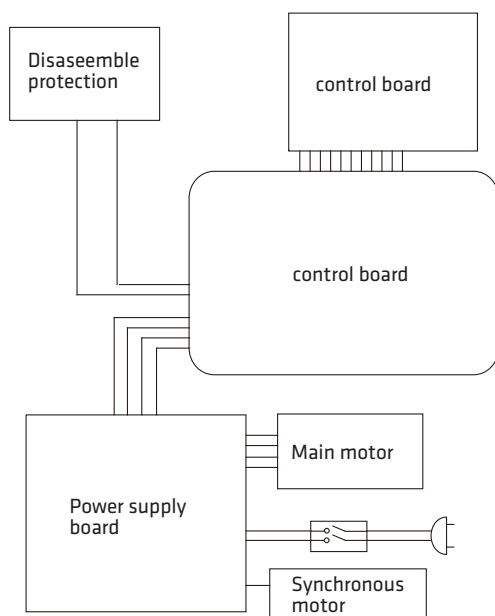 Disaseemble
protection
control board
control board
Main motor
Power supply
board
Synchronous
motor